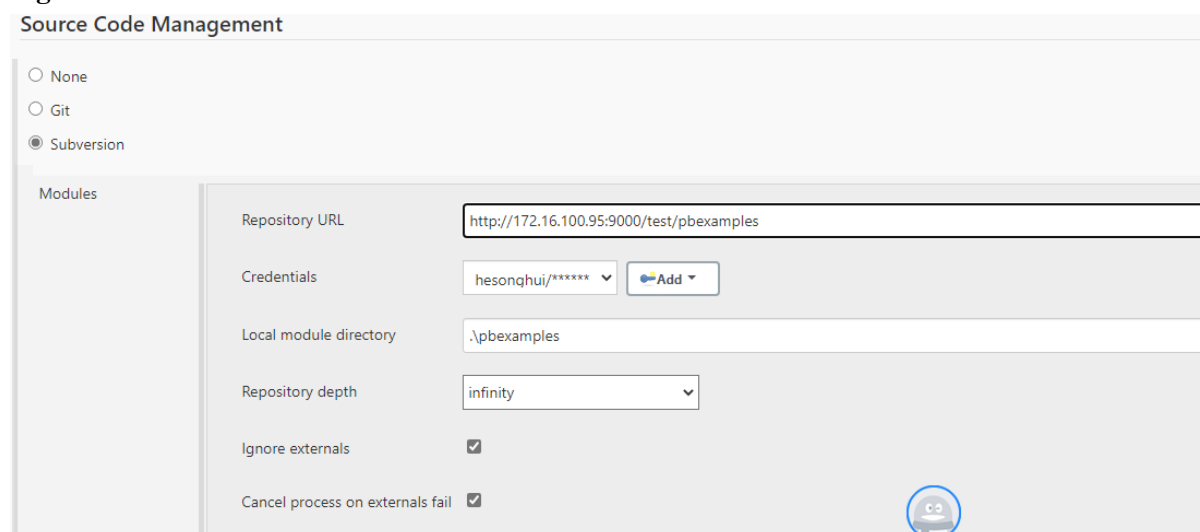 Source Code Management
None
Git
Subversion
Modules
Repository URL
http://172.16.100.95:9000/test/pbexamples
Credentials
hesonghui/******
Add
Local module directory
.\pbexamples
Repository depth
infinity
Ignore externals
Cancel process on externals fail